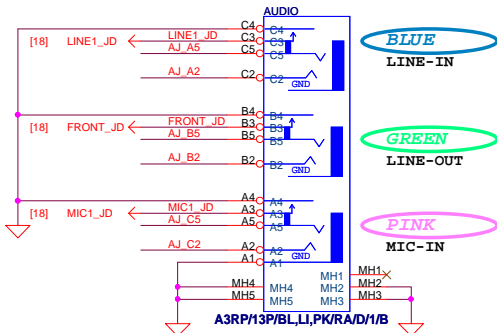 AUDIO
C4 C4
[18] LINE1_JD LINE1_JD C3 C3
AJ_A5 C5 C5
AJ_A2 C2 C2
GND
BLUE
LINE-IN
B4 B4
[18] FRONT_JD FRONT_JD B3 B3
AJ_B5 B5 B5
AJ_B2 B2 B2
GND
GREEN
LINE-OUT
A4 A4
[18] MIC1_JD MIC1_JD A3 A3
AJ_C5 A5 A5
AJ_C2 A2 A2
GND
A1 A1
PINK
MIC-IN
MH1 MH1
MH4 MH4 MH2 MH2
MH5 MH5 MH3 MH3
A3RP/13P/BL,LI,PK/RA/D/1/B